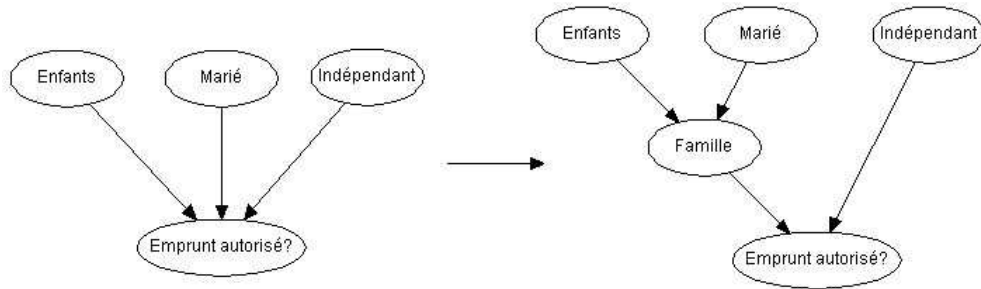 Enfants
Marié
Indépendant
Emprunt autorisé?
Enfants
Marié
Indépendant
Famille
Emprunt autorisé?